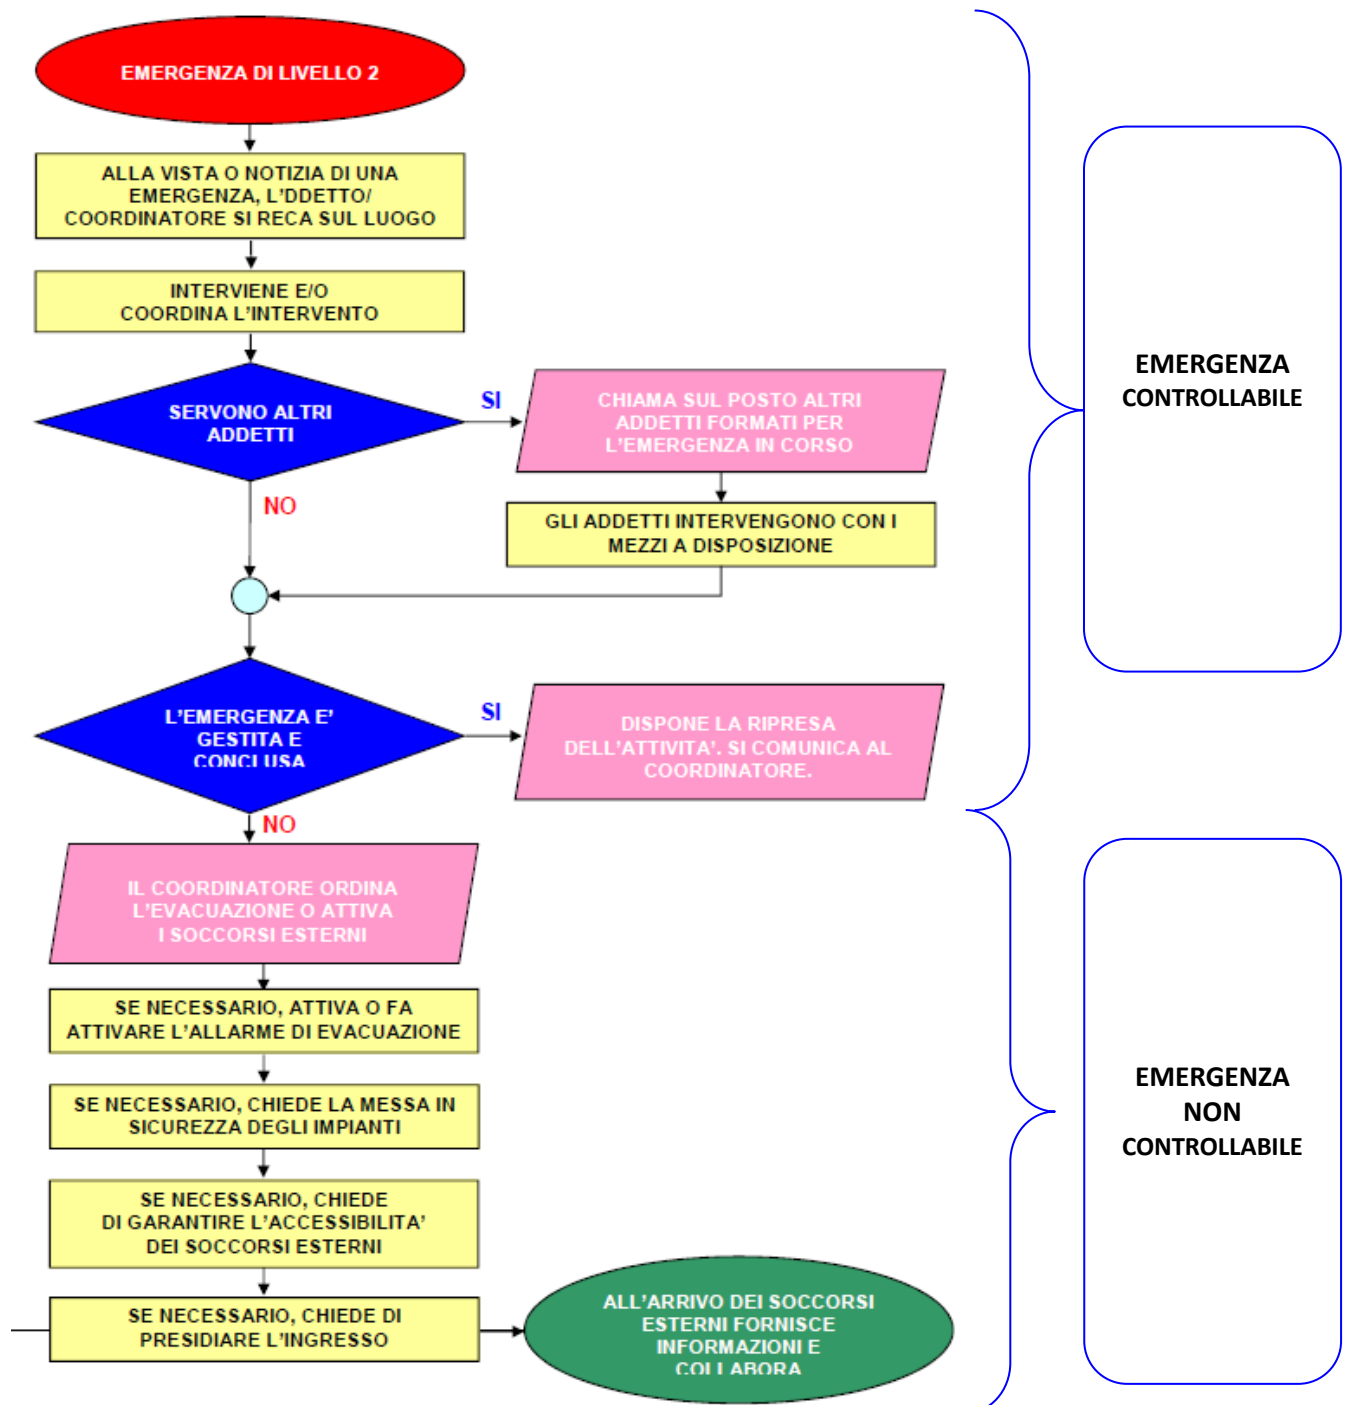 EMERGENZA DI LIVELLO 2
ALLA VISTA O NOTIZIA DI UNA
EMERGENZA, L'DDETTO/
COORDINATORE SI RECA SUL LUOGO
INTERVIENE E/O
COORDINA L'INTERVENTO
SERVONO ALTRI
ADDETTI
SI
CHIAMA SUL POSTO ALTRI
ADDETTI FORMATI PER
L'EMERGENZA IN CORSO
NO
GLI ADDETTI INTERVENGONO CON I
MEZZI A DISPOSIZIONE
EMERGENZA
CONTROLLABILE
L'EMERGENZA E'
GESTITA E
CONCLUSA
SI
DISPONE LA RIPRESA
DELL'ATTIVITA'. SI COMUNICA AL
COORDINATORE.
NO
IL COORDINATORE ORDINA
L'EVACUAZIONE O ATTIVA
I SOCCORSI ESTERNI
SE NECESSARIO, ATTIVA O FA
ATTIVARE L'ALLARME DI EVACUAZIONE
SE NECESSARIO, CHIEDE LA MESSA IN
SICUREZZA DEGLI IMPIANTI
SE NECESSARIO, CHIEDE
DI GARANTIRE L'ACCESSIBILITA'
DEI SOCCORSI ESTERNI
SE NECESSARIO, CHIEDE DI
PRESIDIARE L'INGRESSO
ALL'ARRIVO DEI SOCCORSI
ESTERNI FORNISCE
INFORMAZIONI E
COLLABORA
EMERGENZA
NON
CONTROLLABILE